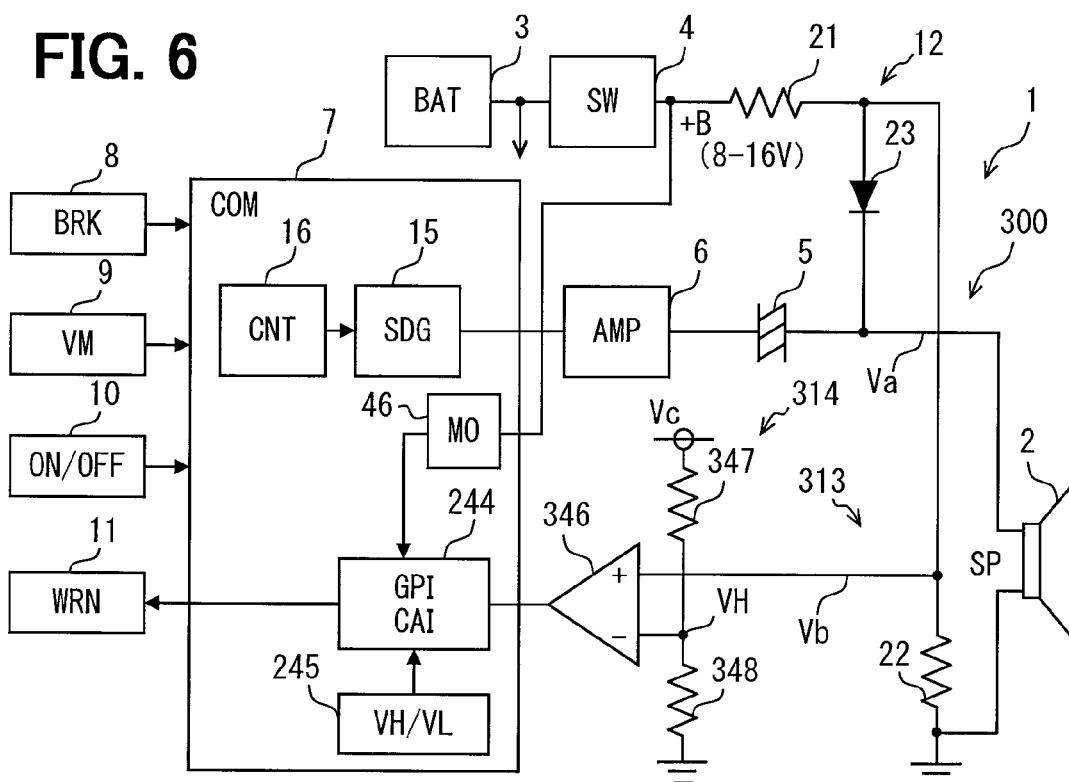 FIG. 6
3
4
21
12
1
BAT
SW
+B
(8-16V)
23
7
8
BRK
COM
16
15
6
5
300
9
VM
CNT
SDG
AMP
Va
10
ON/OFF
46
MO
Vc
314
347
2
11
WRN
244
346
313
SP
GPI
CAI
+
−
VH
Vb
245
VH/VL
348
22